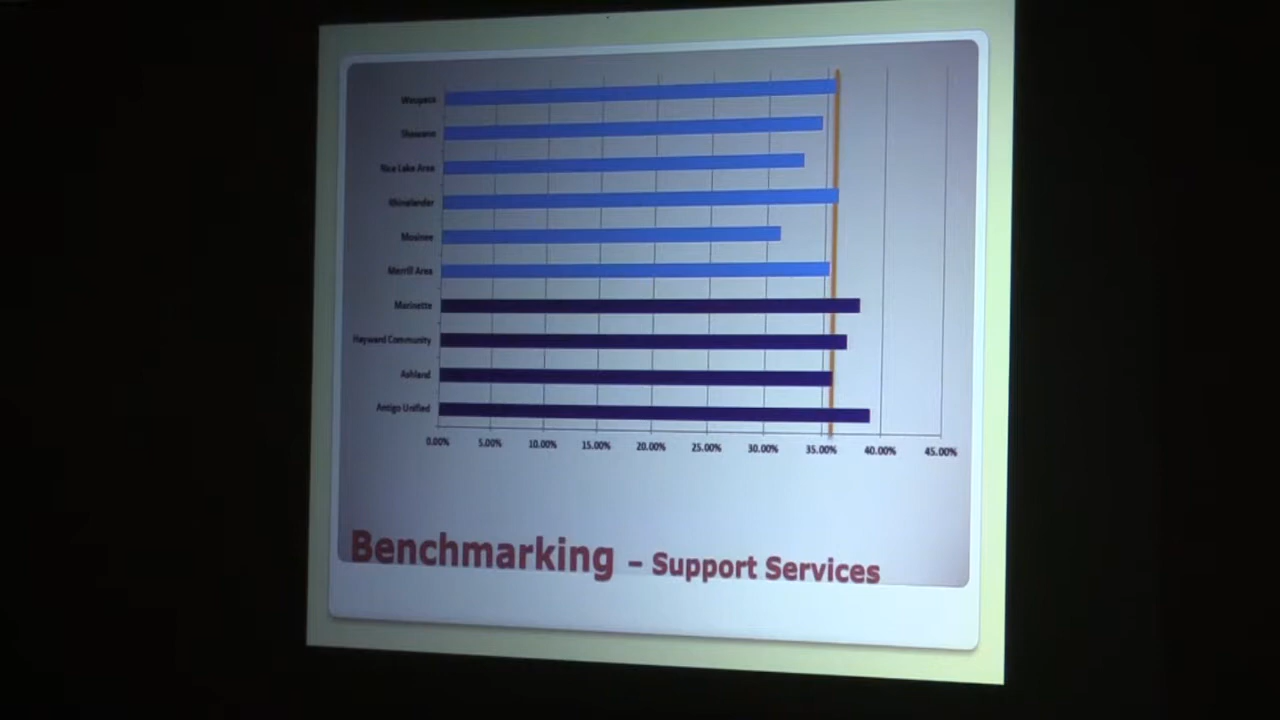 Waupaca
Shawano
Rice Lake Area
Rhinelander
Mosinee
Merrill Area
Marinette
Hayward Community
Ashland
Antigo Unified
0.00% 5.00% 10.00% 15.00% 20.00% 25.00% 30.00% 35.00% 40.00% 45.00%
Benchmarking – Support Services